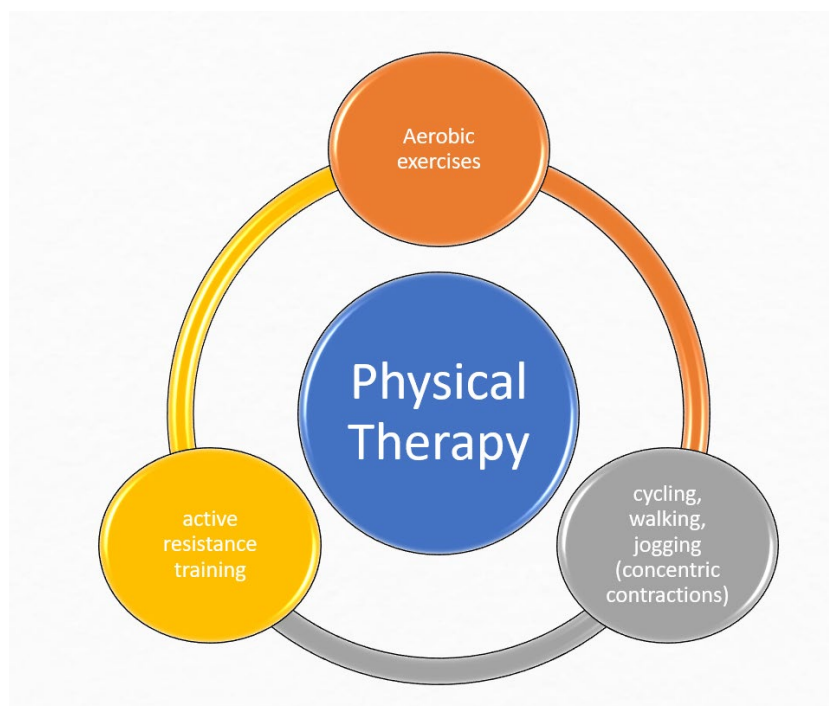 Aerobic
exercises
Physical
Therapy
active
resistance
training
cycling,
walking,
jogging
(concentric
contractions)